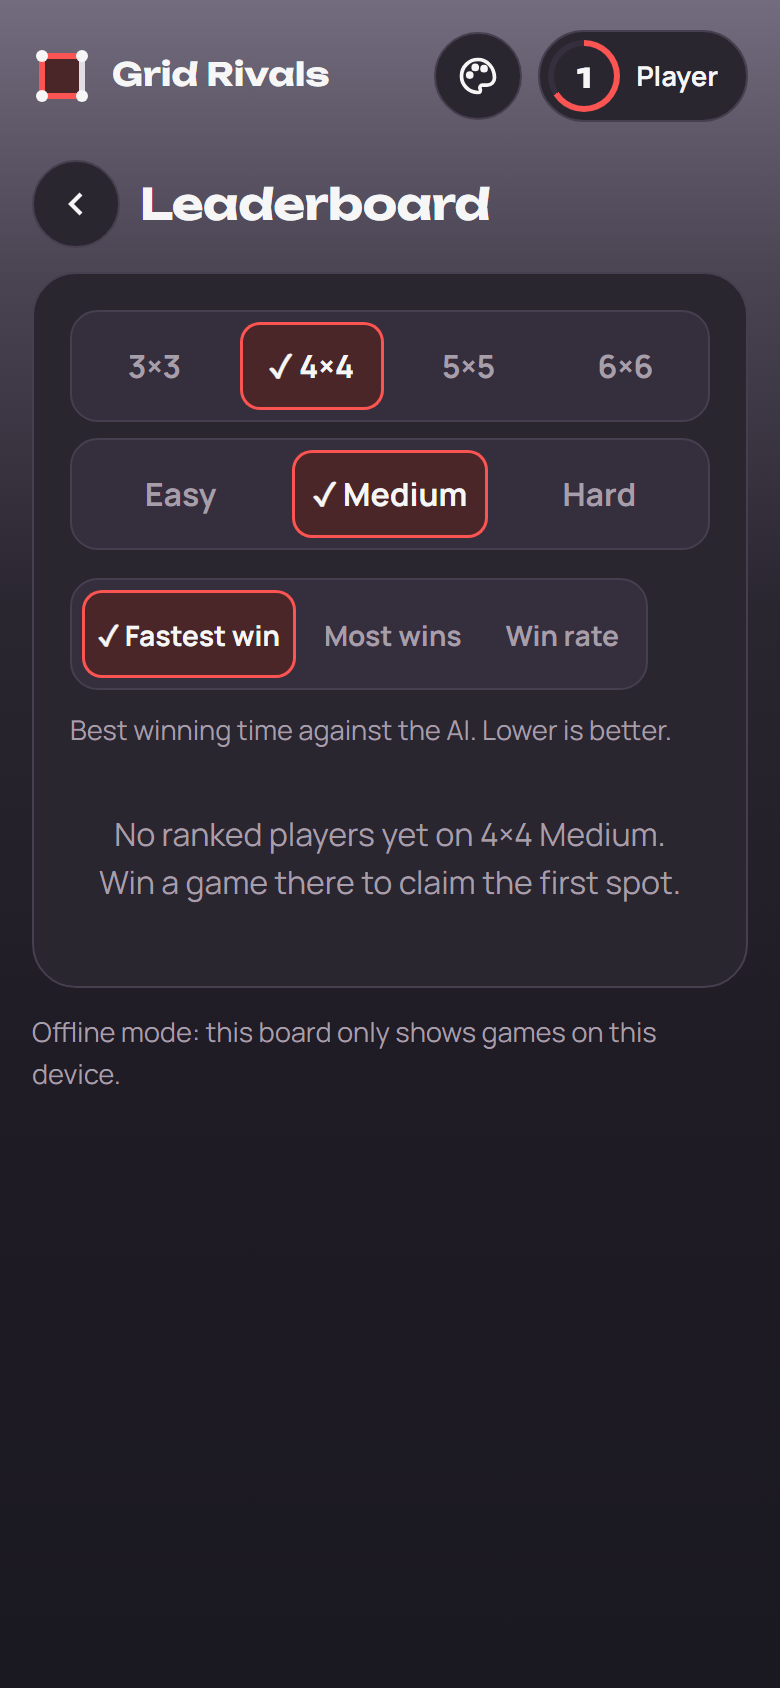 Grid Rivals
1 Player
Leaderboard
3×3 ✓ 4×4 5×5 6×6
Easy ✓ Medium Hard
✓ Fastest win Most wins Win rate
Best winning time against the AI. Lower is better.
No ranked players yet on 4×4 Medium.
Win a game there to claim the first spot.
Offline mode: this board only shows games on this
device.